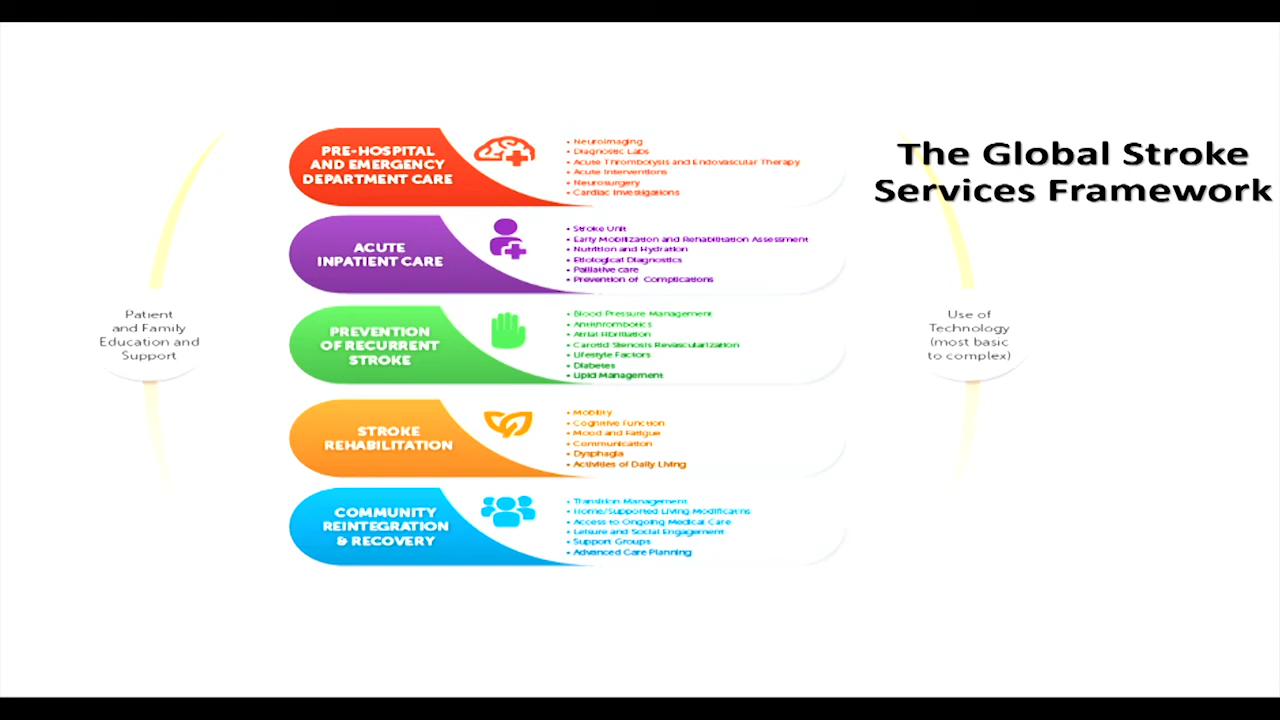 The Global Stroke
Services Framework
PRE-HOSPITAL
AND EMERGENCY
DEPARTMENT CARE
• Neuroimaging
• Diagnostic Labs
• Acute Thrombolysis and Endovascular Therapy
• Acute Interventions
• Neurosurgery
• Cardiac Investigations
ACUTE
INPATIENT CARE
• Stroke Unit
• Early Mobilization and Rehabilitation Assessment
• Nutrition and Hydration
• Etiological Diagnostics
• Palliative care
• Prevention of Complications
Patient
and Family
Education and
Support
PREVENTION
OF RECURRENT
STROKE
• Blood Pressure Management
• Antithrombotics
• Atrial Fibrillation
• Carotid Stenosis Revascularization
• Lifestyle Factors
• Diabetes
• Lipid Management
Use of
Technology
(most basic
to complex)
STROKE
REHABILITATION
• Mobility
• Cognitive Function
• Mood and Fatigue
• Communication
• Dysphagia
• Activities of Daily Living
COMMUNITY
REINTEGRATION
& RECOVERY
• Transition Management
• Home/Supported Living Modificatins
• Access to Ongoing Medical Care
• Leisure and Social Engagement
• Support Groups
• Advanced Care Planning